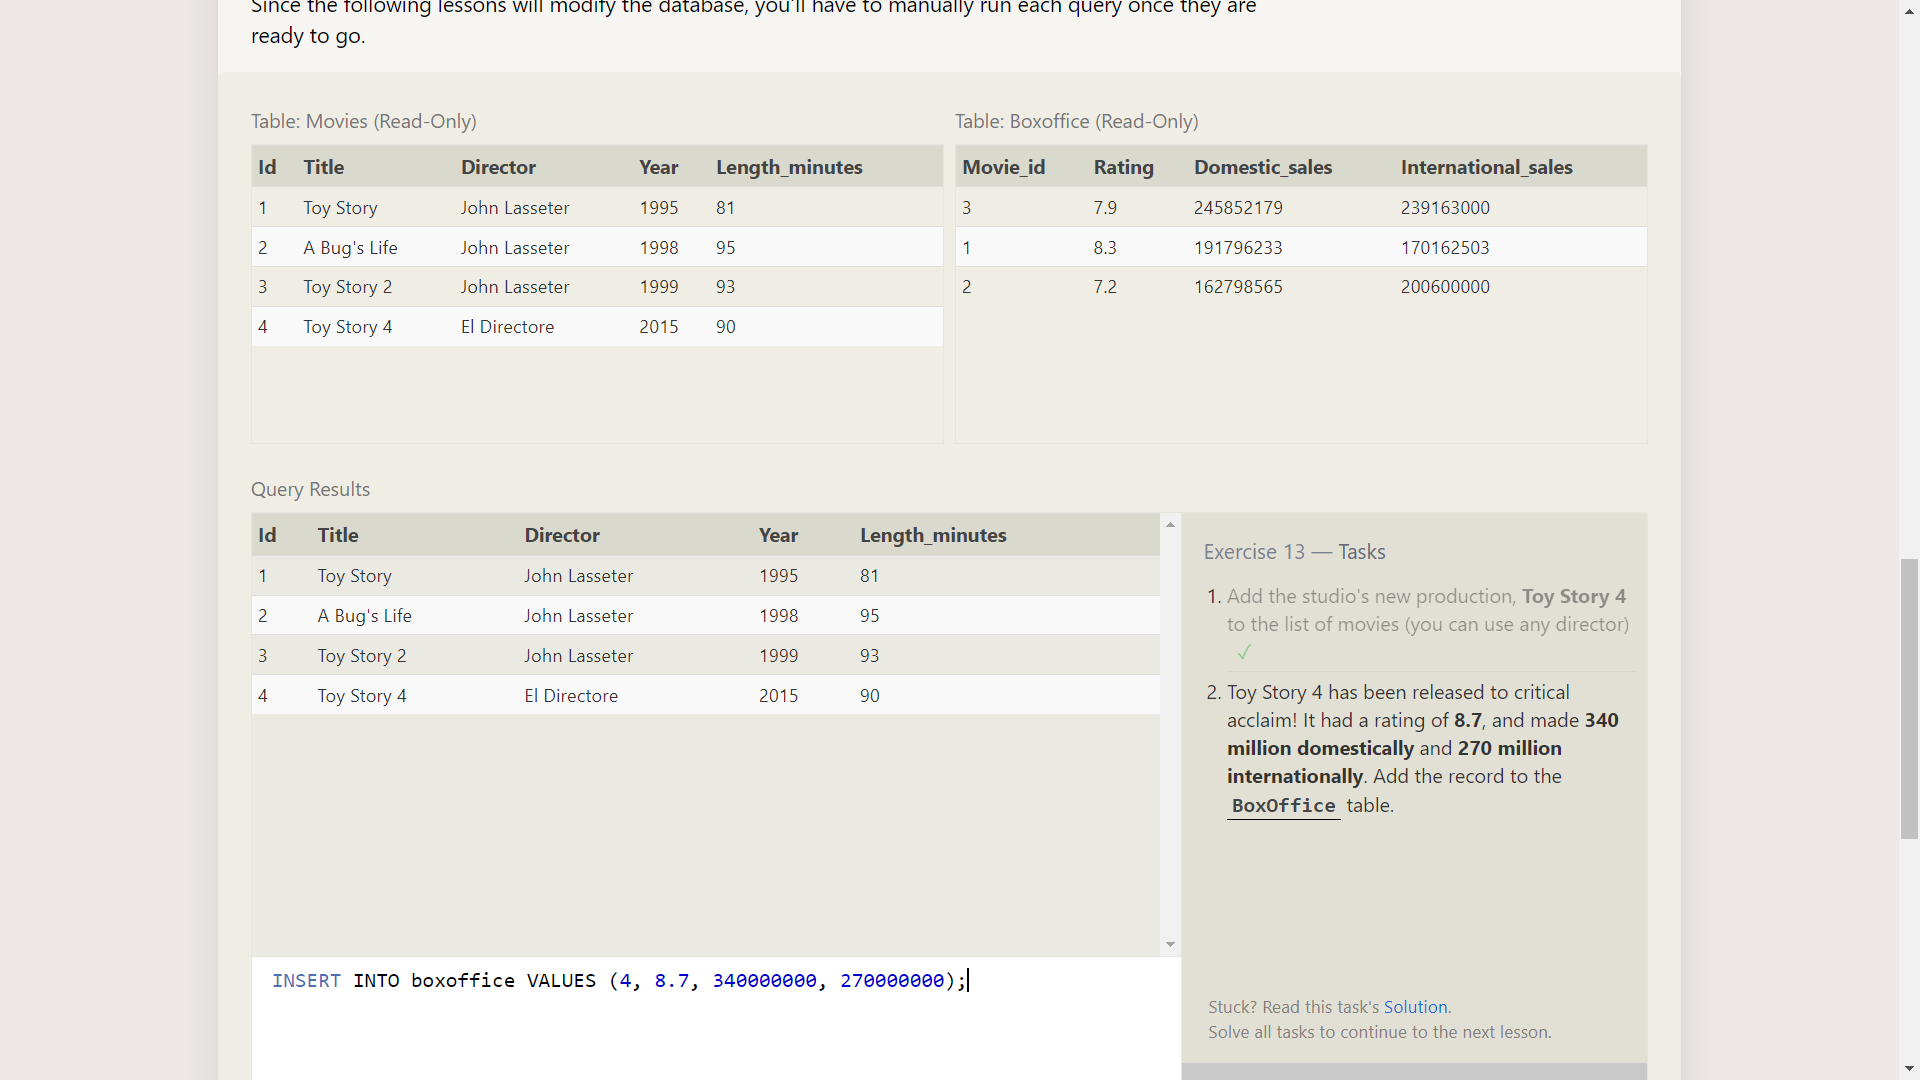 Since the following lessons will modify the database, you'll have to manually run each query once they are
ready to go.
Table: Movies (Read-Only)
Id Title Director Year Length_minutes
1 Toy Story John Lasseter 1995 81
2 A Bug's Life John Lasseter 1998 95
3 Toy Story 2 John Lasseter 1999 93
4 Toy Story 4 El Directore 2015 90
Table: Boxoffice (Read-Only)
Movie_id Rating Domestic_sales International_sales
3 7.9 245852179 239163000
1 8.3 191796233 170162503
2 7.2 162798565 200600000
Query Results
Id Title Director Year Length_minutes
1 Toy Story John Lasseter 1995 81
2 A Bug's Life John Lasseter 1998 95
3 Toy Story 2 John Lasseter 1999 93
4 Toy Story 4 El Directore 2015 90
INSERT INTO boxoffice VALUES (4, 8.7, 340000000, 270000000);
Exercise 13 — Tasks
1. Add the studio's new production, Toy Story 4
to the list of movies (you can use any director)
✓
2. Toy Story 4 has been released to critical
acclaim! It had a rating of 8.7, and made 340
million domestically and 270 million
internationally. Add the record to the
BoxOffice table.
Stuck? Read this task's Solution.
Solve all tasks to continue to the next lesson.